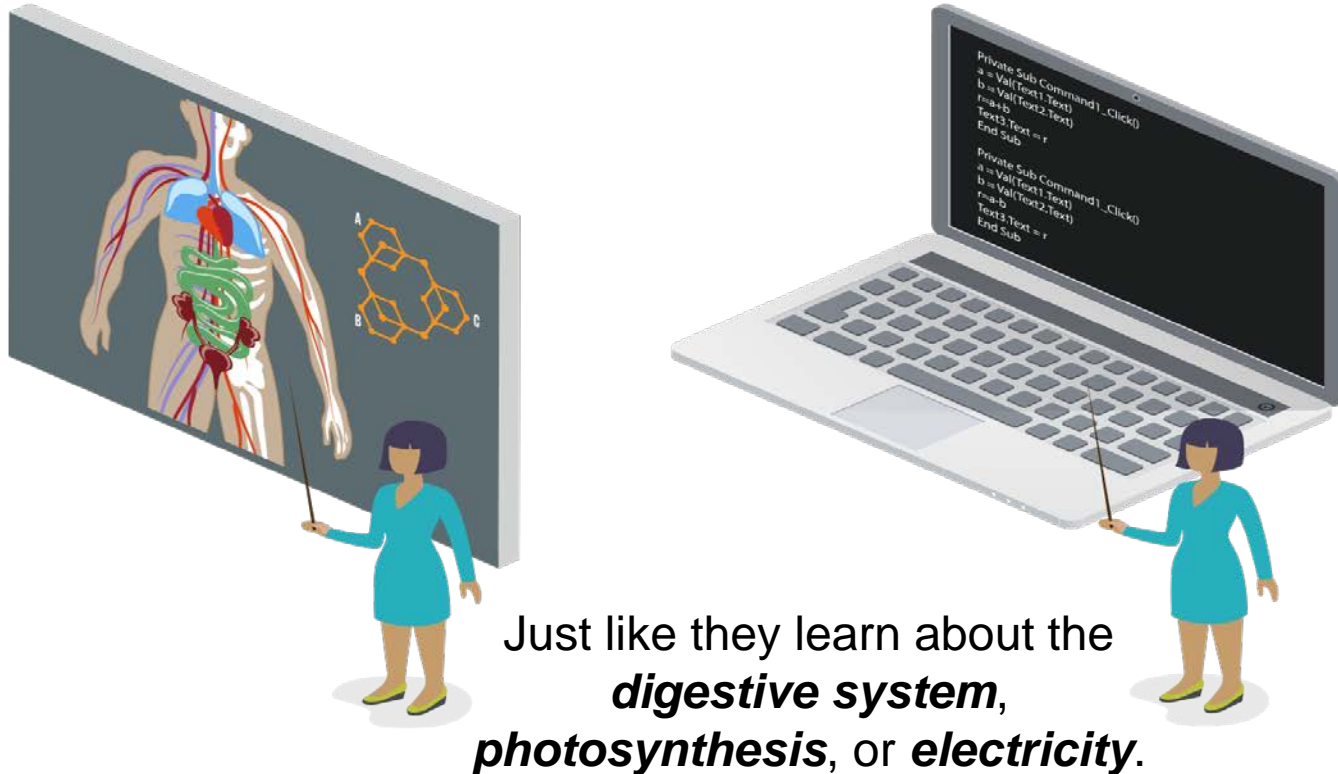 A
B
C
Private Sub Command1_Click()
a = Val(Text1.Text)
b = Val(Text2.Text)
r=a+b
Text3.Text = r
End Sub
Private Sub Command1_Click()
a = Val(Text1.Text)
b = Val(Text2.Text)
r=a-b
Text3.Text = r
End Sub
Just like they learn about the
digestive system,
photosynthesis, or electricity.